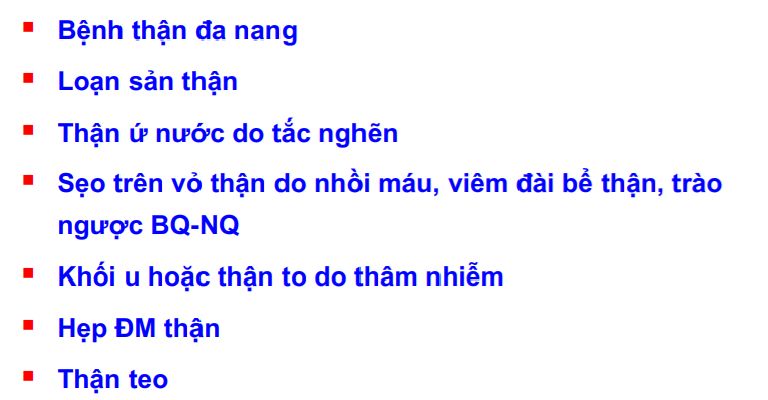 ▪ Bệnh thận đa nang
▪ Loạn sản thận
▪ Thận ứ nước do tắc nghẽn
▪ Sẹo trên vỏ thận do nhồi máu, viêm đài bể thận, trào
ngược BQ-NQ
▪ Khối u hoặc thận to do thâm nhiễm
▪ Hẹp ĐM thận
▪ Thận teo